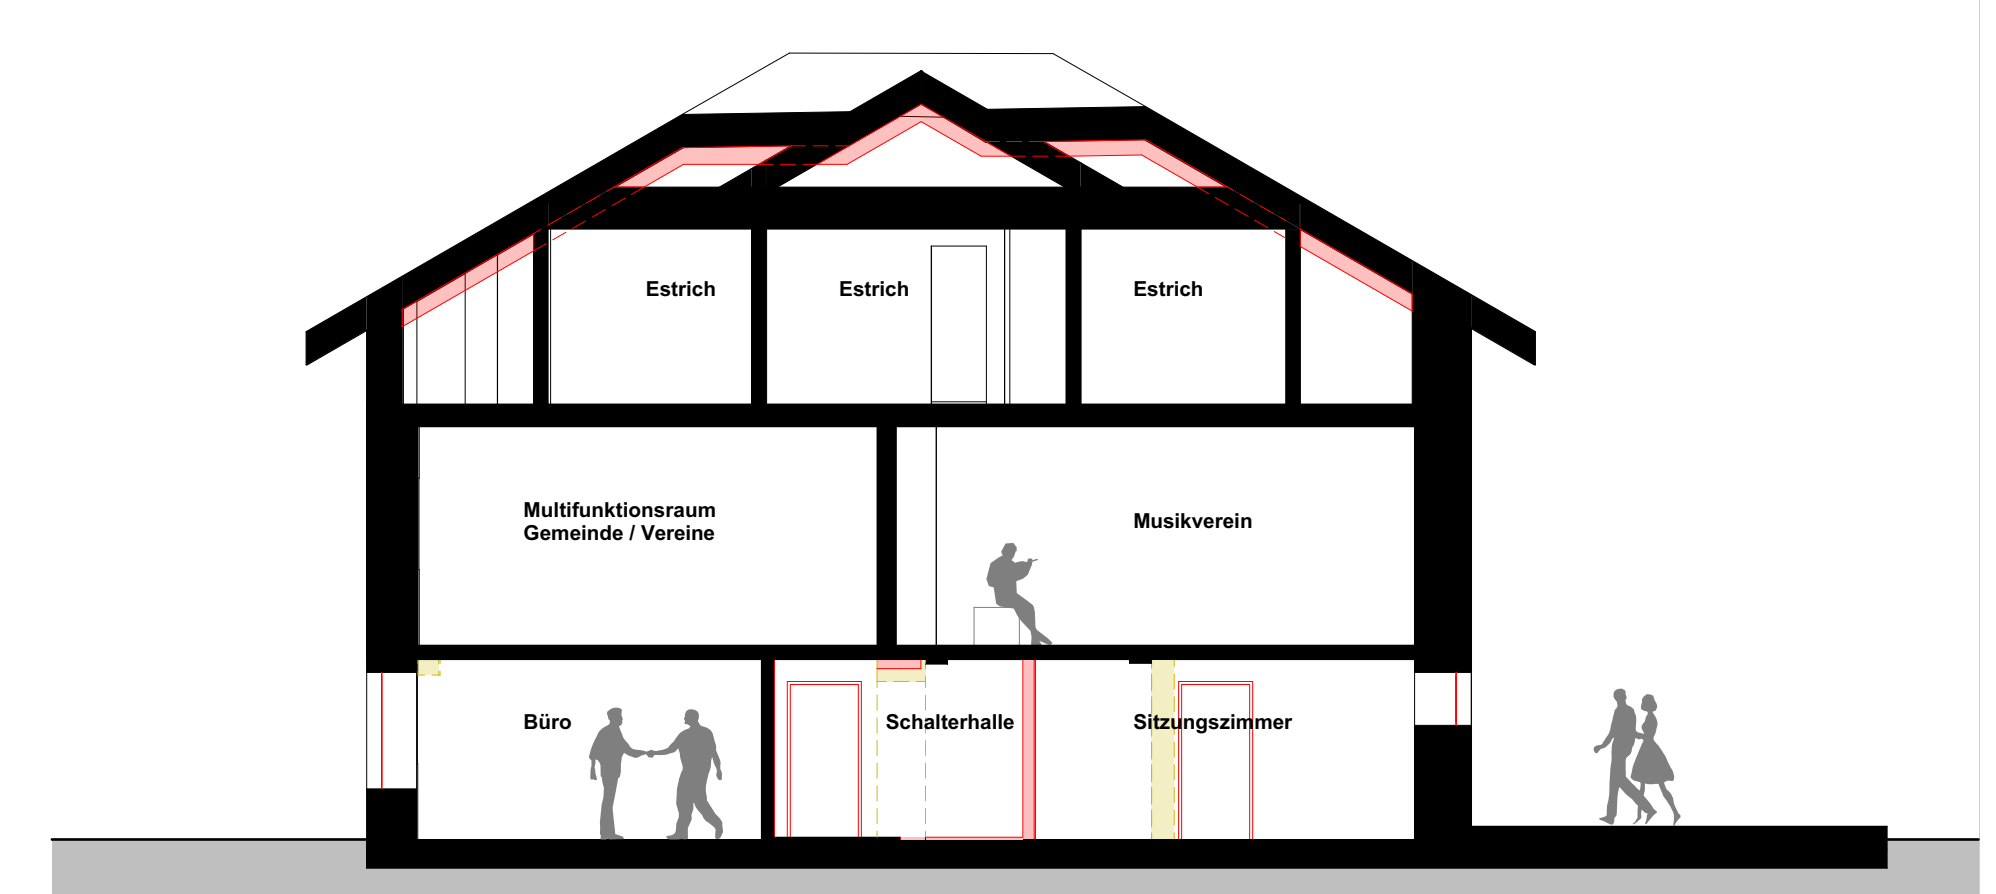 Estrich
Estrich
Estrich
Multifunktionsraum
Gemeinde / Vereine
Musikverein
Büro
Schalterhalle
Sitzungszimmer